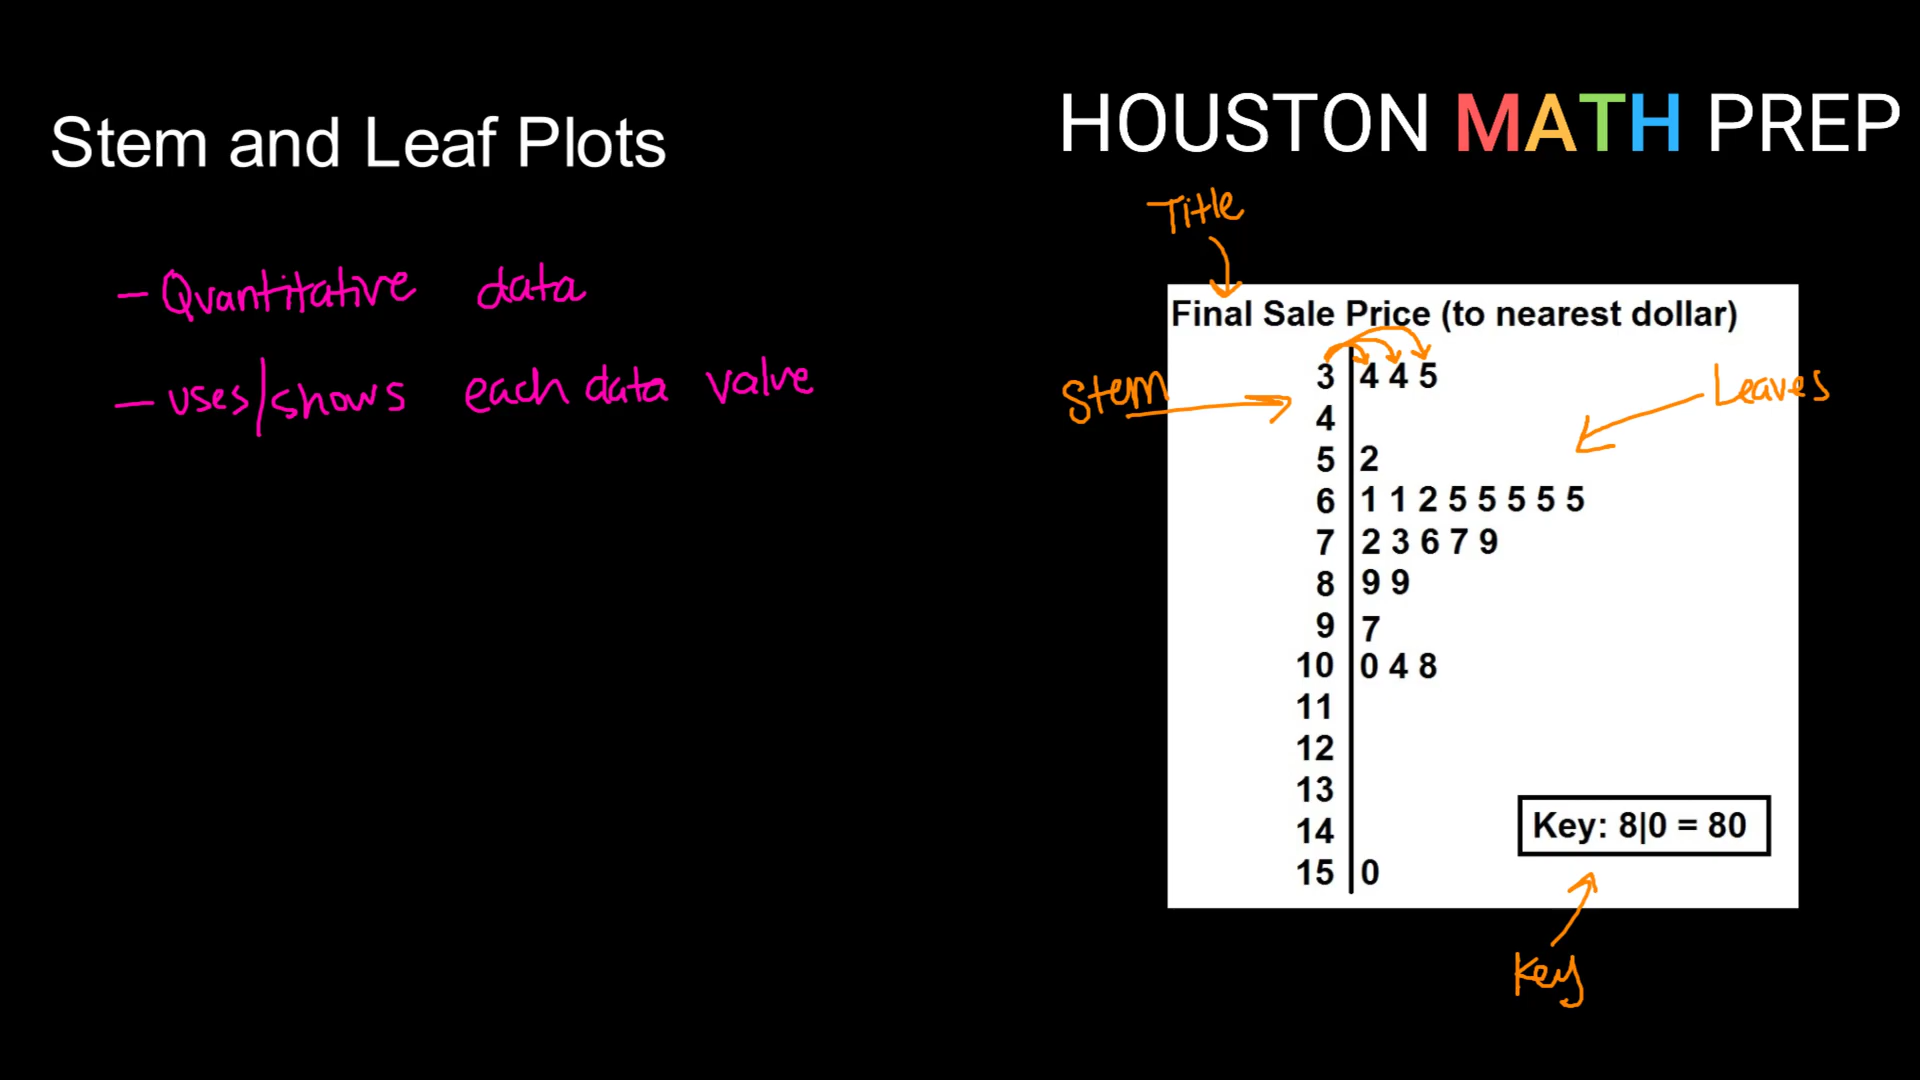 Stem and Leaf Plots
HOUSTON MATH PREP
- Quantitative data
- uses/shows each data value
Title
Final Sale Price (to nearest dollar)
Stem
Leaves
3 | 4 4 5
4 |
5 | 2
6 | 1 1 2 5 5 5 5 5
7 | 2 3 6 7 9
8 | 9 9
9 | 7
10 | 0 4 8
11 |
12 |
13 |
14 |
15 | 0
Key: 8|0 = 80
Key